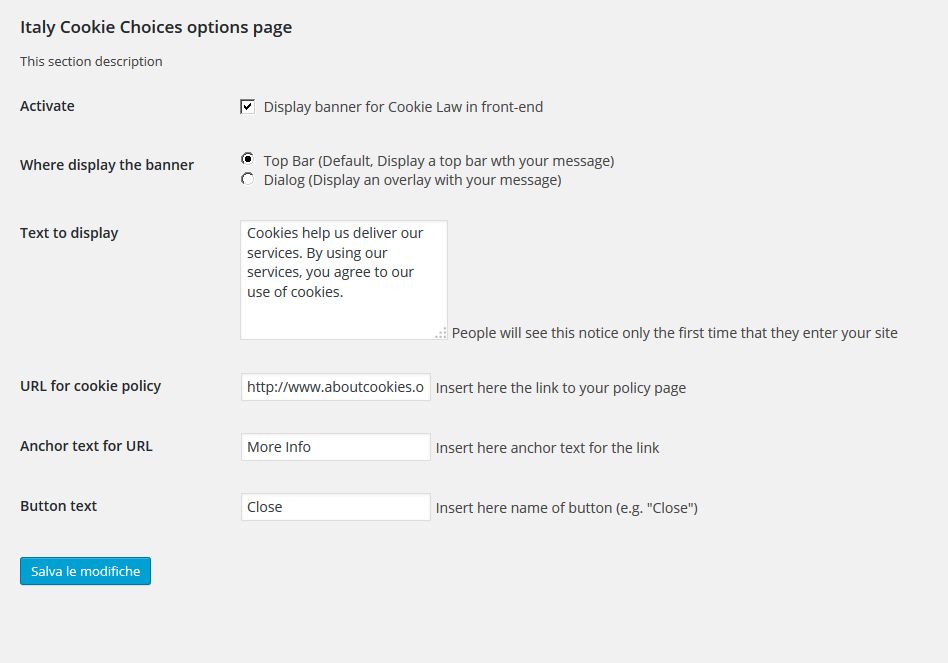 Italy Cookie Choices options page
This section description
Activate
Display banner for Cookie Law in front-end
Where display the banner
Top Bar (Default, Display a top bar wth your message)
Dialog (Display an overlay with your message)
Text to display
Cookies help us deliver our
services. By using our
services, you agree to our
use of cookies.
People will see this notice only the first time that they enter your site
URL for cookie policy
http://www.aboutcookies.o
Insert here the link to your policy page
Anchor text for URL
More Info
Insert here anchor text for the link
Button text
Close
Insert here name of button (e.g. "Close")
Salva le modifiche